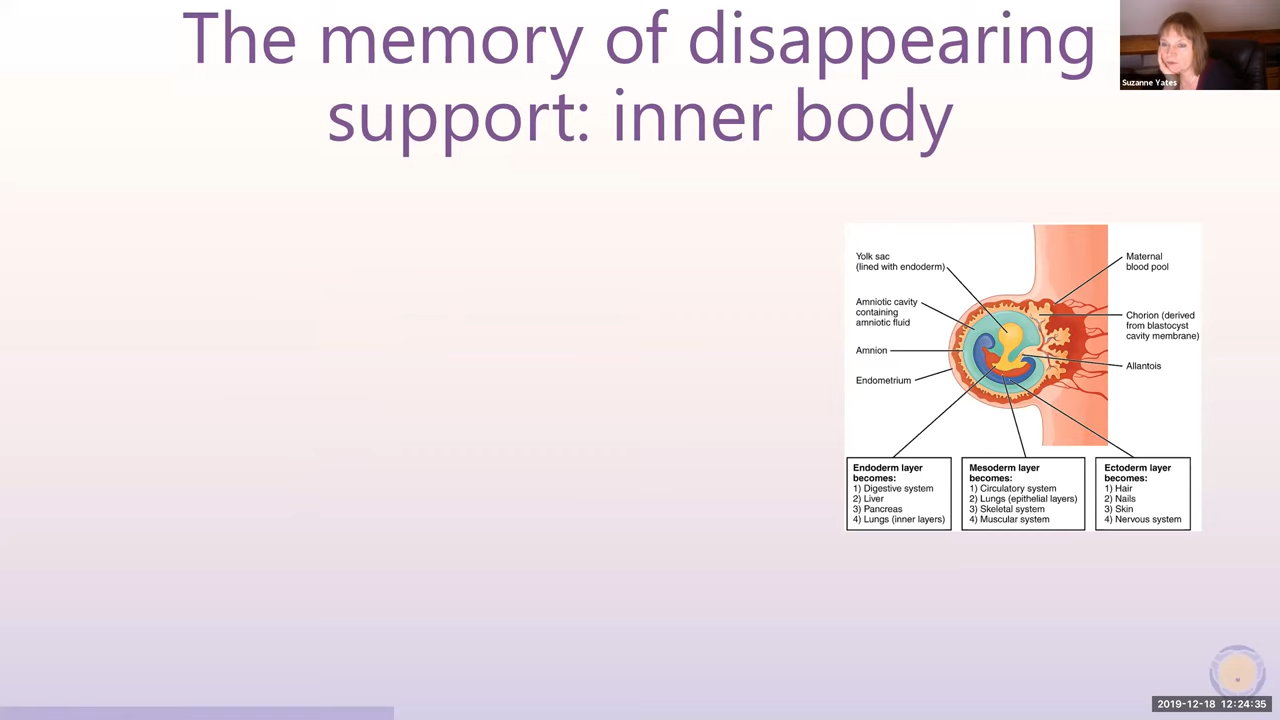 The memory of disappearing
support: inner body
Suzanne Yates
Yolk sac
(lined with endoderm)
Amniotic cavity
containing
amniotic fluid
Amnion
Endometrium
Maternal
blood pool
Chorion (derived
from blastocyst
cavity membrane)
Allantois
Endoderm layer
becomes:
1) Digestive system
2) Liver
3) Pancreas
4) Lungs (inner layers)
Mesoderm layer
becomes:
1) Circulatory system
2) Lungs (epithelial layers)
3) Skeletal system
4) Muscular system
Ectoderm layer
becomes:
1) Hair
2) Nails
3) Skin
4) Nervous system
2019-12-18 12:24:35